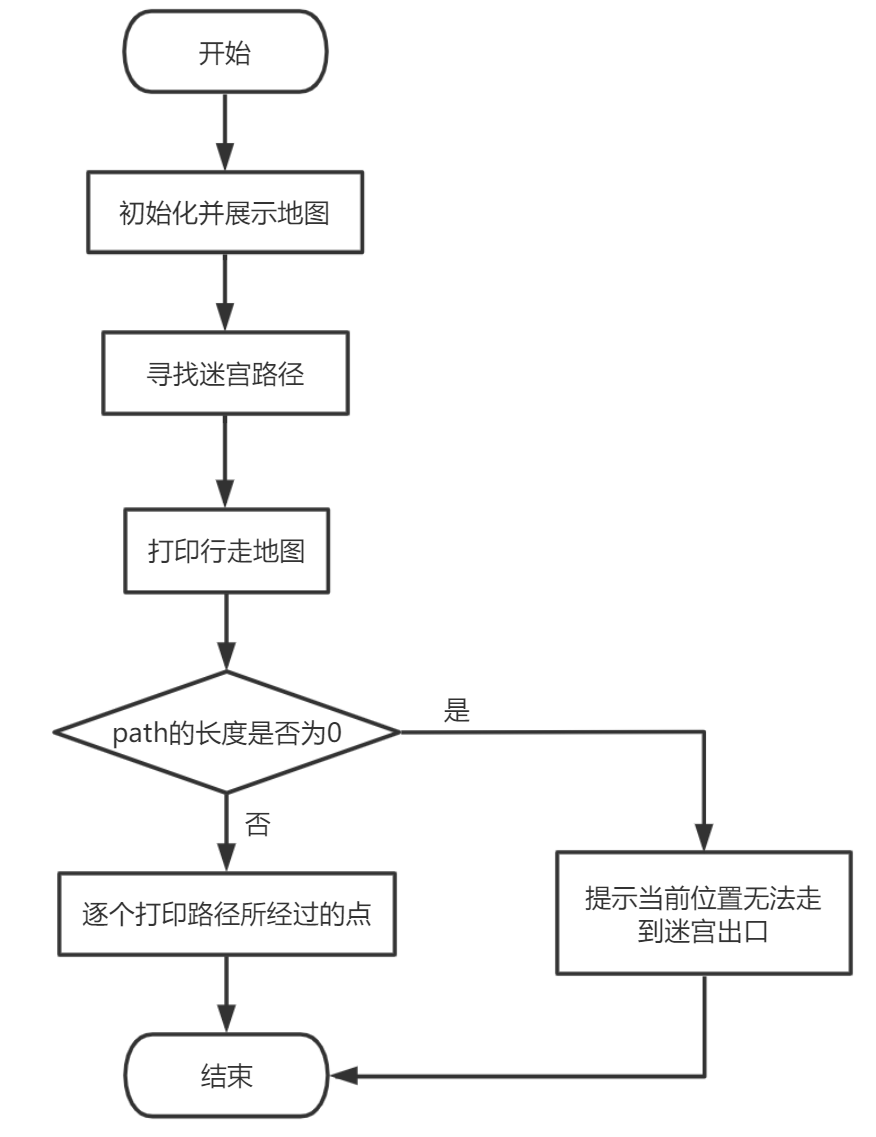 开始
初始化并展示地图
寻找迷宫路径
打印行走地图
path的长度是否为0
是
否
逐个打印路径所经过的点
提示当前位置无法走
到迷宫出口
结束